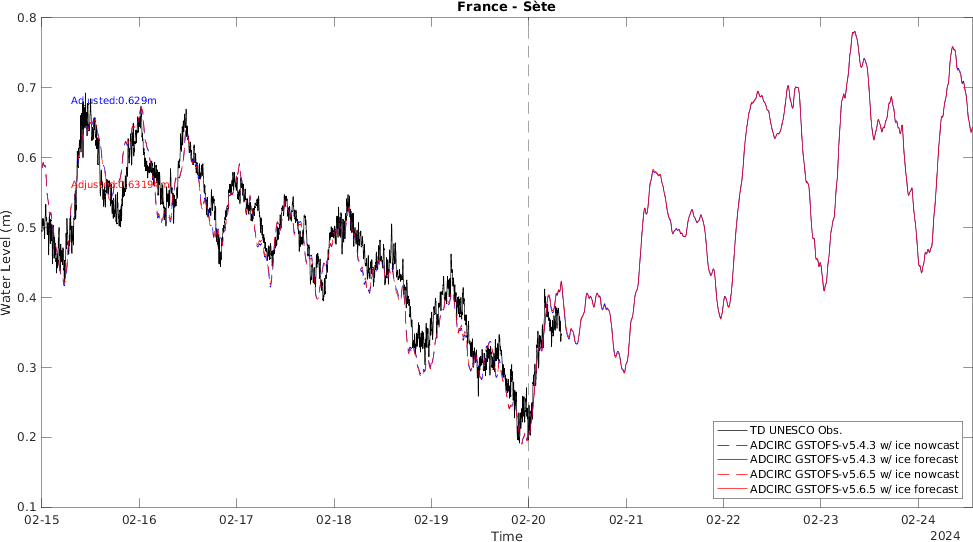 France - Sète
0.8
0.7
0.6
0.5
0.4
0.3
0.2
0.1
Water Level (m)
Adjusted:0.629m
TD UNESCO Obs.
ADCIRC GSTOFS-v5.4.3 w/ ice nowcast
ADCIRC GSTOFS-v5.4.3 w/ ice forecast
ADCIRC GSTOFS-v5.6.5 w/ ice nowcast
ADCIRC GSTOFS-v5.6.5 w/ ice forecast
02-15 02-16 02-17 02-18 02-19 02-20 02-21 02-22 02-23 02-24
Time
2024